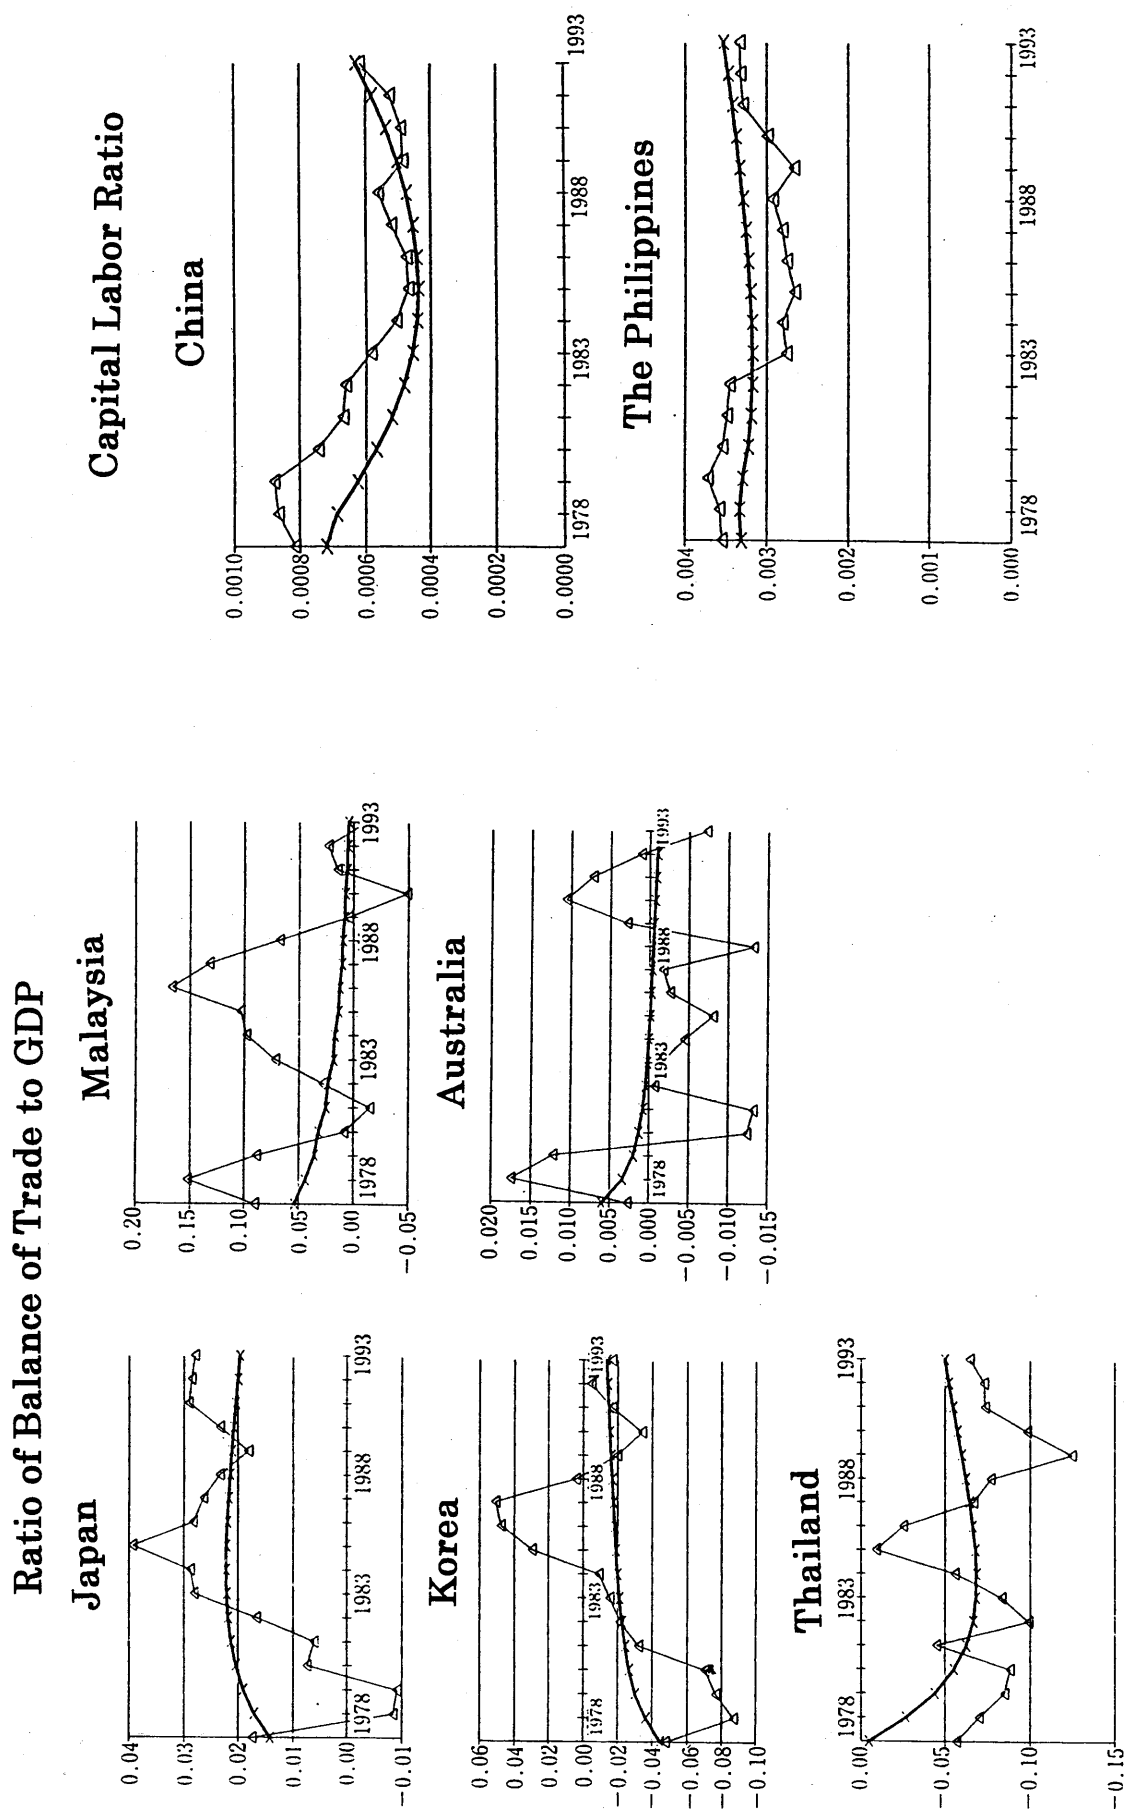 Ratio of Balance of Trade to GDP
Japan
0.04
0.03
0.02
0.01
0.00
−0.01
1978 1983 1988 1993
Malaysia
0.20
0.15
0.10
0.05
0.00
−0.05
1978 1983 1988 1993
Korea
0.06
0.04
0.02
0.00
−0.02
−0.04
−0.06
−0.08
−0.10
1978 1983 1988 1993
Australia
0.020
0.015
0.010
0.005
0.000
−0.005
−0.010
−0.015
1978 1983 1988 1993
Thailand
0.00
−0.05
−0.10
−0.15
1978 1983 1988 1993
Capital Labor Ratio
China
0.0010
0.0008
0.0006
0.0004
0.0002
0.0000
1978 1983 1988 1993
The Philippines
0.004
0.003
0.002
0.001
0.000
1978 1983 1988 1993